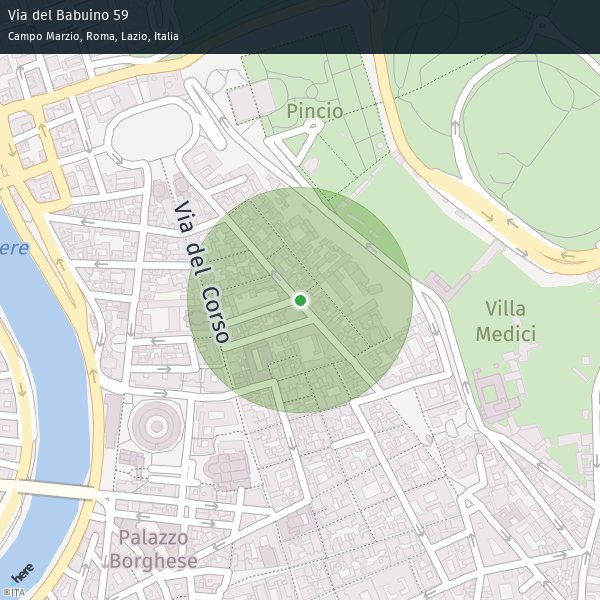 Via del Babuino 59
Campo Marzio, Roma, Lazio, Italia
Pincio
ere
Via del Corso
Villa
Medici
Palazzo
Borghese
here
©ITA